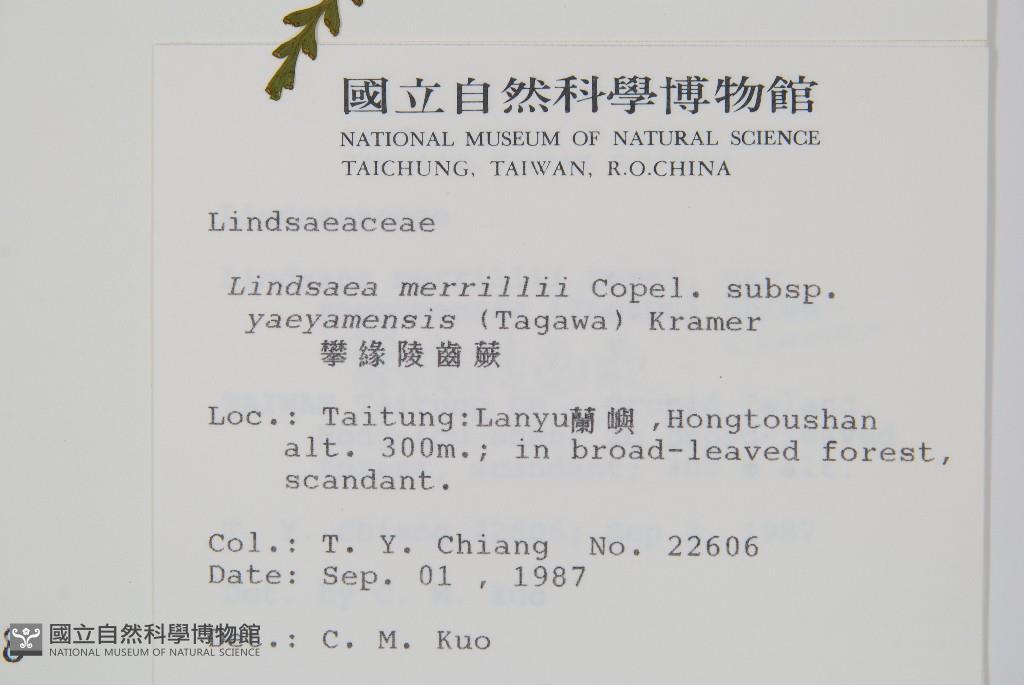 國立自然科學博物館
NATIONAL MUSEUM OF NATURAL SCIENCE
TAICHUNG, TAIWAN, R.O.CHINA
Lindsaeaceae
Lindsaea merrillii Copel. subsp.
yaeyamensis (Tagawa) Kramer
攀緣陵齒蕨
Loc.: Taitung:Lanyu蘭嶼,Hongtoushan
alt. 300m.; in broad-leaved forest,
scandant.
Col.: T. Y. Chiang No. 22606
Date: Sep. 01 , 1987
Det.: C. M. Kuo
國立自然科學博物館
NATIONAL MUSEUM OF NATURAL SCIENCE